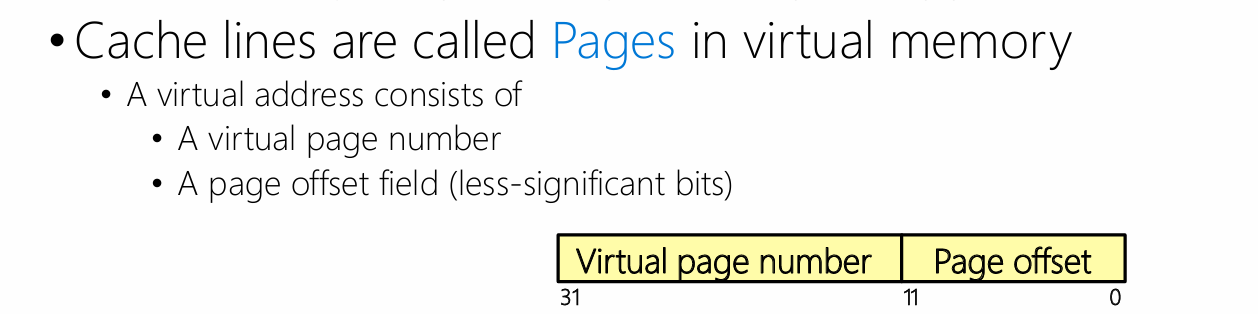 • Cache lines are called Pages in virtual memory
• A virtual address consists of
• A virtual page number
• A page offset field (less-significant bits)
Virtual page number Page offset
31 11 0